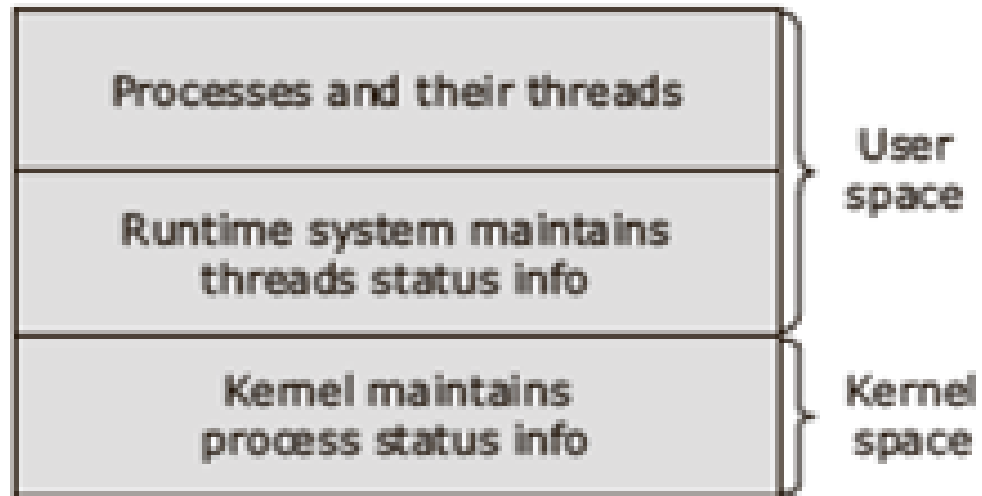 Processes and their threads
User
space
Runtime system maintains
threads status info
Kernel maintains
process status info
Kernel
space